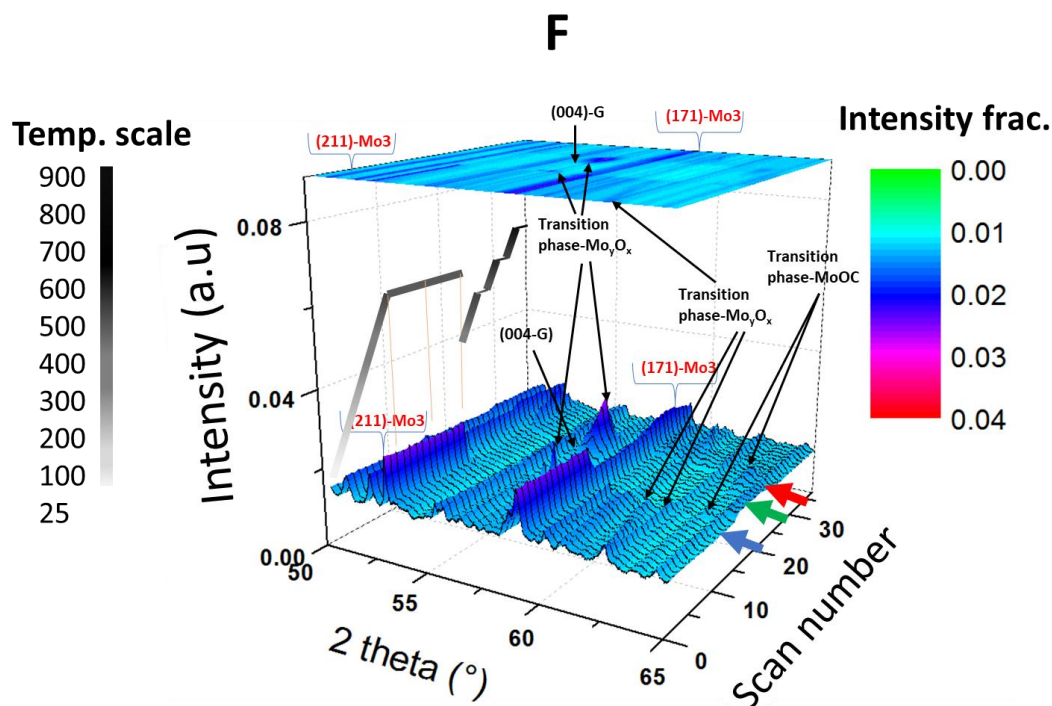 F
Temp. scale
900
800
700
600
500
400
300
200
100
25
Intensity frac.
0.00
0.01
0.02
0.03
0.04
(211)-Mo3
(004)-G
(171)-Mo3
Transition
phase-MoyOx
Transition
phase-MoOC
Transition
phase-MoyOx
(004-G)
(171)-Mo3
(211)-Mo3
Intensity (a.u)
0.08
0.04
0.00
50
55
60
65
2 theta (°)
0
10
20
30
Scan number